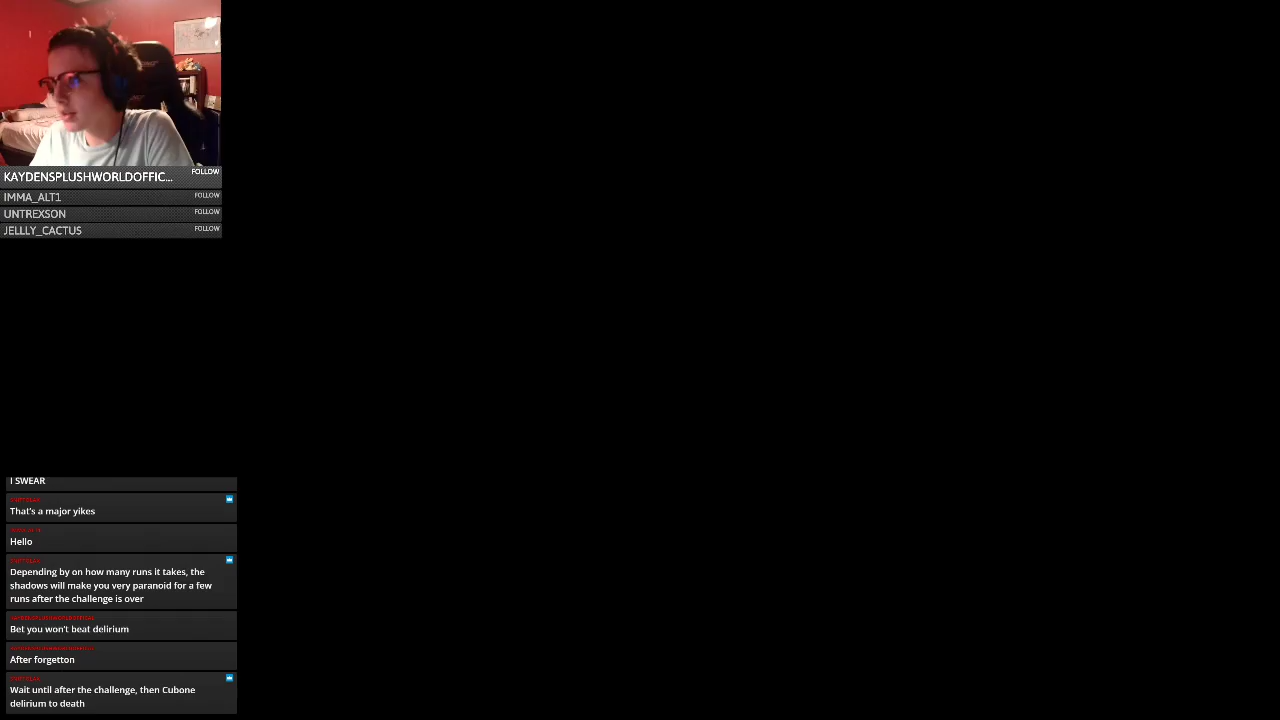 KAYDENSPLUSHWORLDOFFIC... FOLLOW
IMMA_ALT1 FOLLOW
UNTREXSON FOLLOW
JELLLY_CACTUS FOLLOW
I SWEAR
That's a major yikes
Hello
Depending by on how many runs it takes, the
shadows will make you very paranoid for a few
runs after the challenge is over
KAYDENSPLUSHWORLDOFFICAL
Bet you won't beat delirium
KAYDENSPLUSHWORLDOFFICAL
After forgetton
Wait until after the challenge, then Cubone
delirium to death